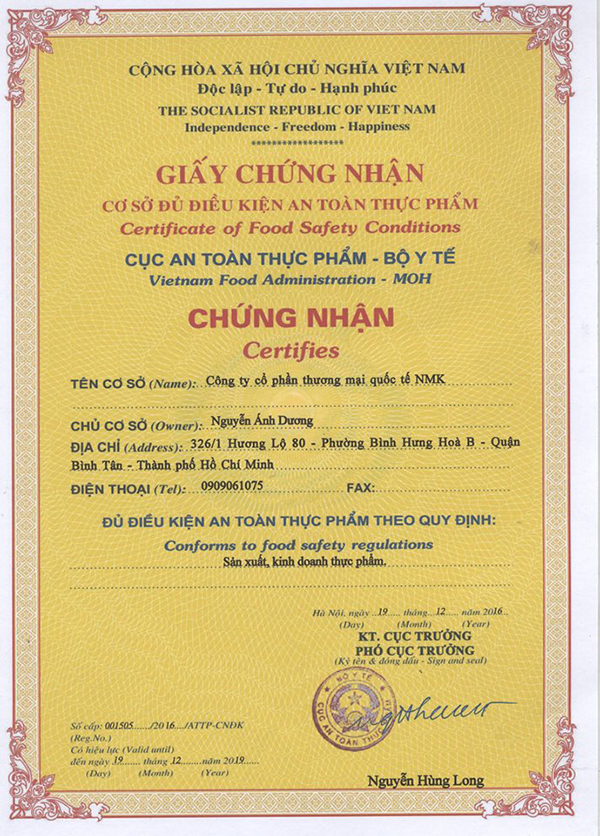 CỘNG HÒA XÃ HỘI CHỦ NGHĨA VIỆT NAM
Độc lập - Tự do - Hạnh phúc
THE SOCIALIST REPUBLIC OF VIET NAM
Independence - Freedom - Happiness
********************
GIẤY CHỨNG NHẬN
CƠ SỞ ĐỦ ĐIỀU KIỆN AN TOÀN THỰC PHẨM
Certificate of Food Safety Conditions
CỤC AN TOÀN THỰC PHẨM - BỘ Y TẾ
Vietnam Food Administration - MOH
CHỨNG NHẬN
Certifies
TÊN CƠ SỞ (Name): Công ty cổ phần thương mại quốc tế NMK
CHỦ CƠ SỞ (Owner): Nguyễn Ánh Dương
ĐỊA CHỈ (Address): 326/1 Hương Lộ 80 - Phường Bình Hưng Hoà B - Quận
Bình Tân - Thành phố Hồ Chí Minh
ĐIỆN THOẠI (Tel): 0909061075 FAX:
ĐỦ ĐIỀU KIỆN AN TOÀN THỰC PHẨM THEO QUY ĐỊNH:
Conforms to food safety regulations
Sản xuất, kinh doanh thực phẩm.
Hà Nội, ngày 19 tháng 12 năm 2016
(Day) (Month) (Year)
KT. CỤC TRƯỞNG
PHÓ CỤC TRƯỞNG
(Ký tên & đóng dấu - Sign and seal)
BỘ Y TẾ
CỤC AN TOÀN THỰC PHẨM
Số cấp: 001505/2016/ATTP-CNĐK
(Reg.No.)
Có hiệu lực (Valid until)
đến ngày 19 tháng 12 năm 2019
(Day) (Month) (Year)
Nguyễn Hùng Long